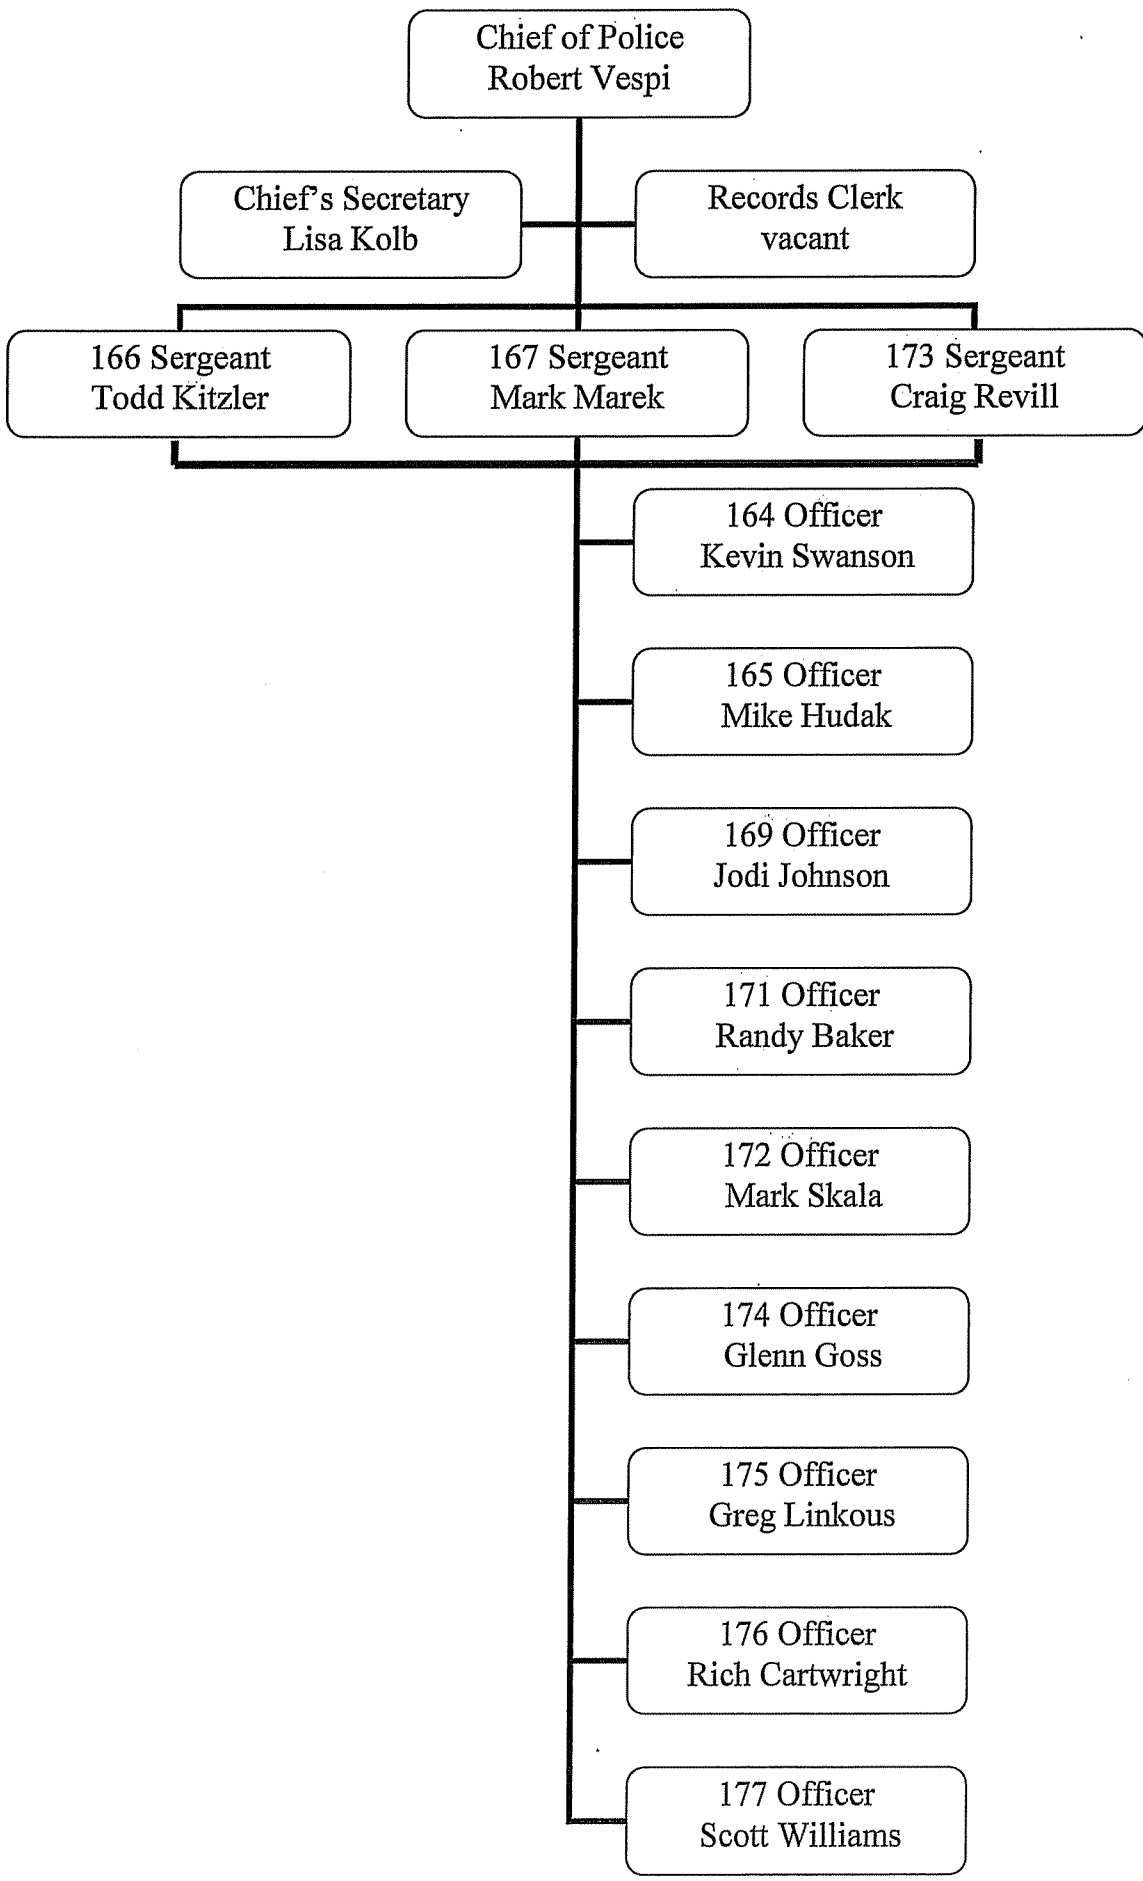 Chief of Police
Robert Vespi
Chief's Secretary
Lisa Kolb
Records Clerk
vacant
166 Sergeant
Todd Kitzler
167 Sergeant
Mark Marek
173 Sergeant
Craig Revill
164 Officer
Kevin Swanson
165 Officer
Mike Hudak
169 Officer
Jodi Johnson
171 Officer
Randy Baker
172 Officer
Mark Skala
174 Officer
Glenn Goss
175 Officer
Greg Linkous
176 Officer
Rich Cartwright
177 Officer
Scott Williams